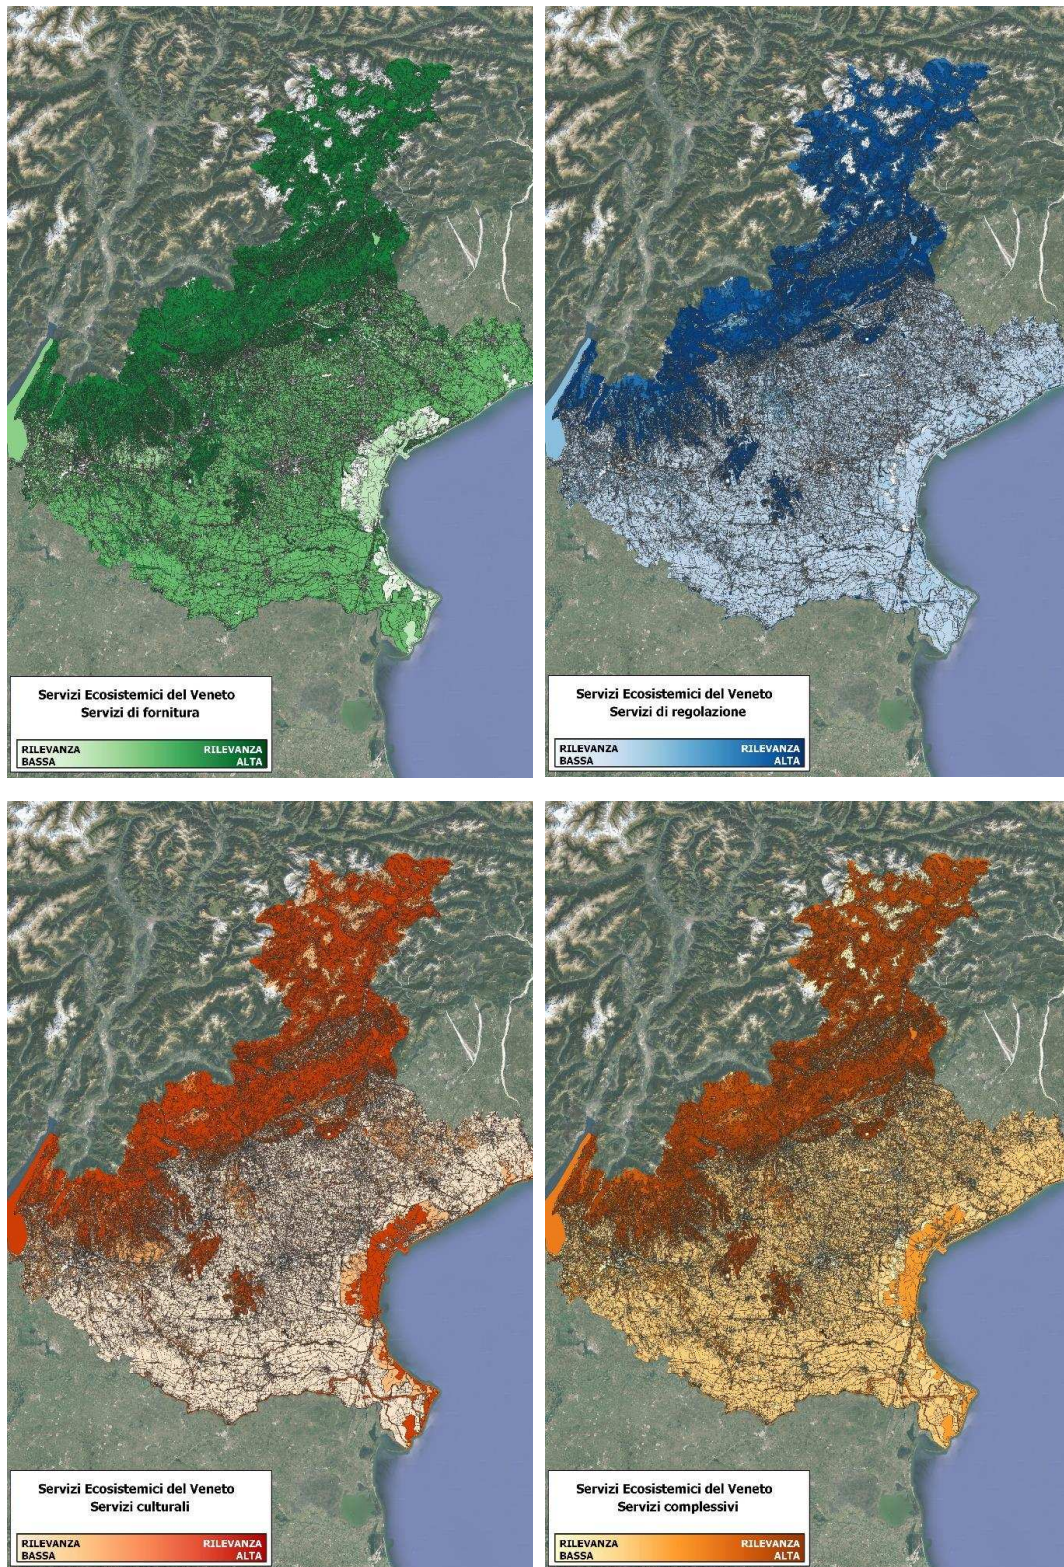 Servizi Ecosistemici del Veneto
Servizi di fornitura
RILEVANZA RILEVANZA
BASSA ALTA
Servizi Ecosistemici del Veneto
Servizi di regolazione
RILEVANZA RILEVANZA
BASSA ALTA
Servizi Ecosistemici del Veneto
Servizi culturali
RILEVANZA RILEVANZA
BASSA ALTA
Servizi Ecosistemici del Veneto
Servizi complessivi
RILEVANZA RILEVANZA
BASSA ALTA